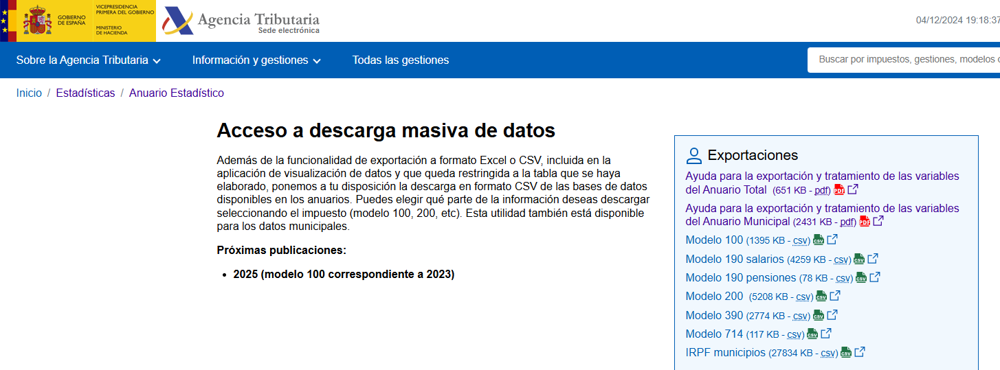 GOBIERNO
DE ESPAÑA
VICEPRESIDENCIA
PRIMERA DEL GOBIERNO
MINISTERIO
DE HACIENDA
Agencia Tributaria
Sede electrónica
04/12/2024 19:18:37
Sobre la Agencia Tributaria
Información y gestiones
Todas las gestiones
Buscar por impuestos, gestiones, modelos
Inicio / Estadísticas / Anuario Estadístico
Acceso a descarga masiva de datos
Además de la funcionalidad de exportación a formato Excel o CSV, incluida en la
aplicación de visualización de datos y que queda restringida a la tabla que se haya
elaborado, ponemos a tu disposición la descarga en formato CSV de las bases de datos
disponibles en los anuarios. Puedes elegir qué parte de la información deseas descargar
seleccionando el impuesto (modelo 100, 200, etc). Esta utilidad también está disponible
para los datos municipales.
Próximas publicaciones:
• 2025 (modelo 100 correspondiente a 2023)
Exportaciones
Ayuda para la exportación y tratamiento de las variables
del Anuario Total (651 KB - pdf) PDF
Ayuda para la exportación y tratamiento de las variables
del Anuario Municipal (2431 KB - pdf) PDF
Modelo 100 (1395 KB - csv) CSV
Modelo 190 salarios (4259 KB - csv) CSV
Modelo 190 pensiones (78 KB - csv) CSV
Modelo 200 (5208 KB - csv) CSV
Modelo 390 (2774 KB - csv) CSV
Modelo 714 (117 KB - csv) CSV
IRPF municipios (27834 KB - csv) CSV